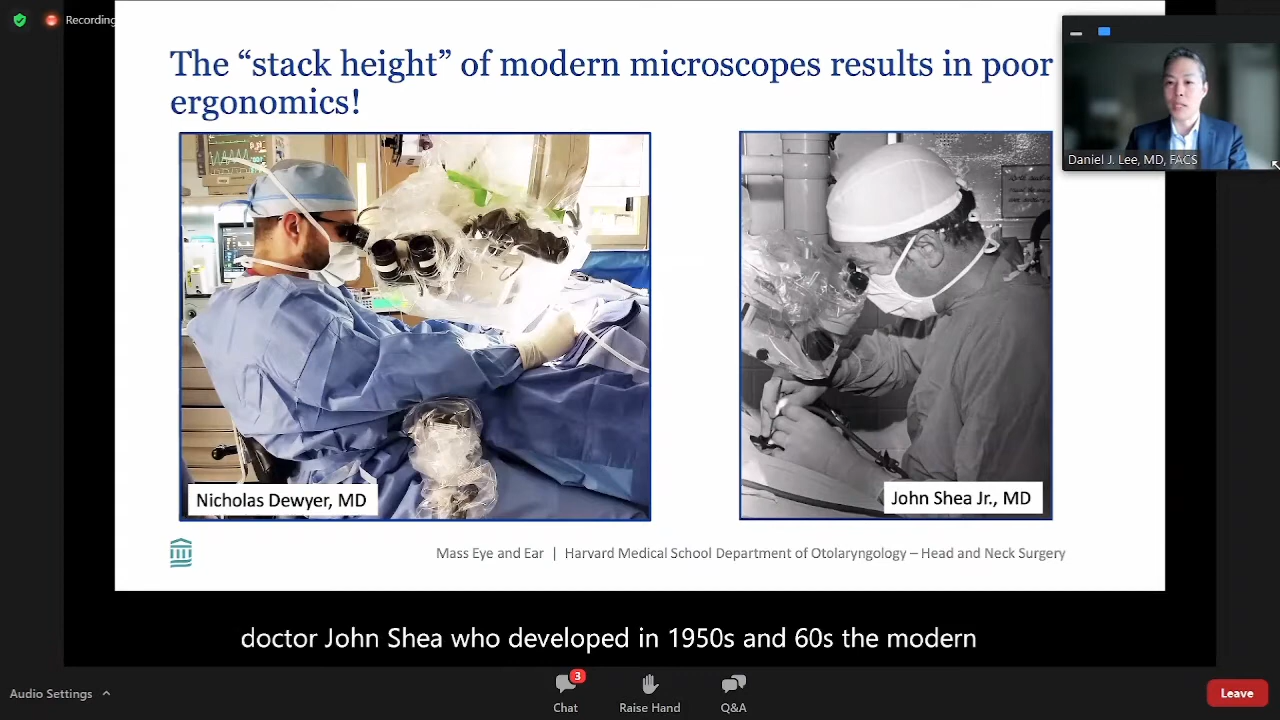 Recording
The “stack height” of modern microscopes results in poor
ergonomics!
Daniel J. Lee, MD, FACS
Nicholas Dewyer, MD
John Shea Jr., MD
Mass Eye and Ear | Harvard Medical School Department of Otolaryngology – Head and Neck Surgery
doctor John Shea who developed in 1950s and 60s the modern
Audio Settings
3
Chat
Raise Hand
Q&A
Leave